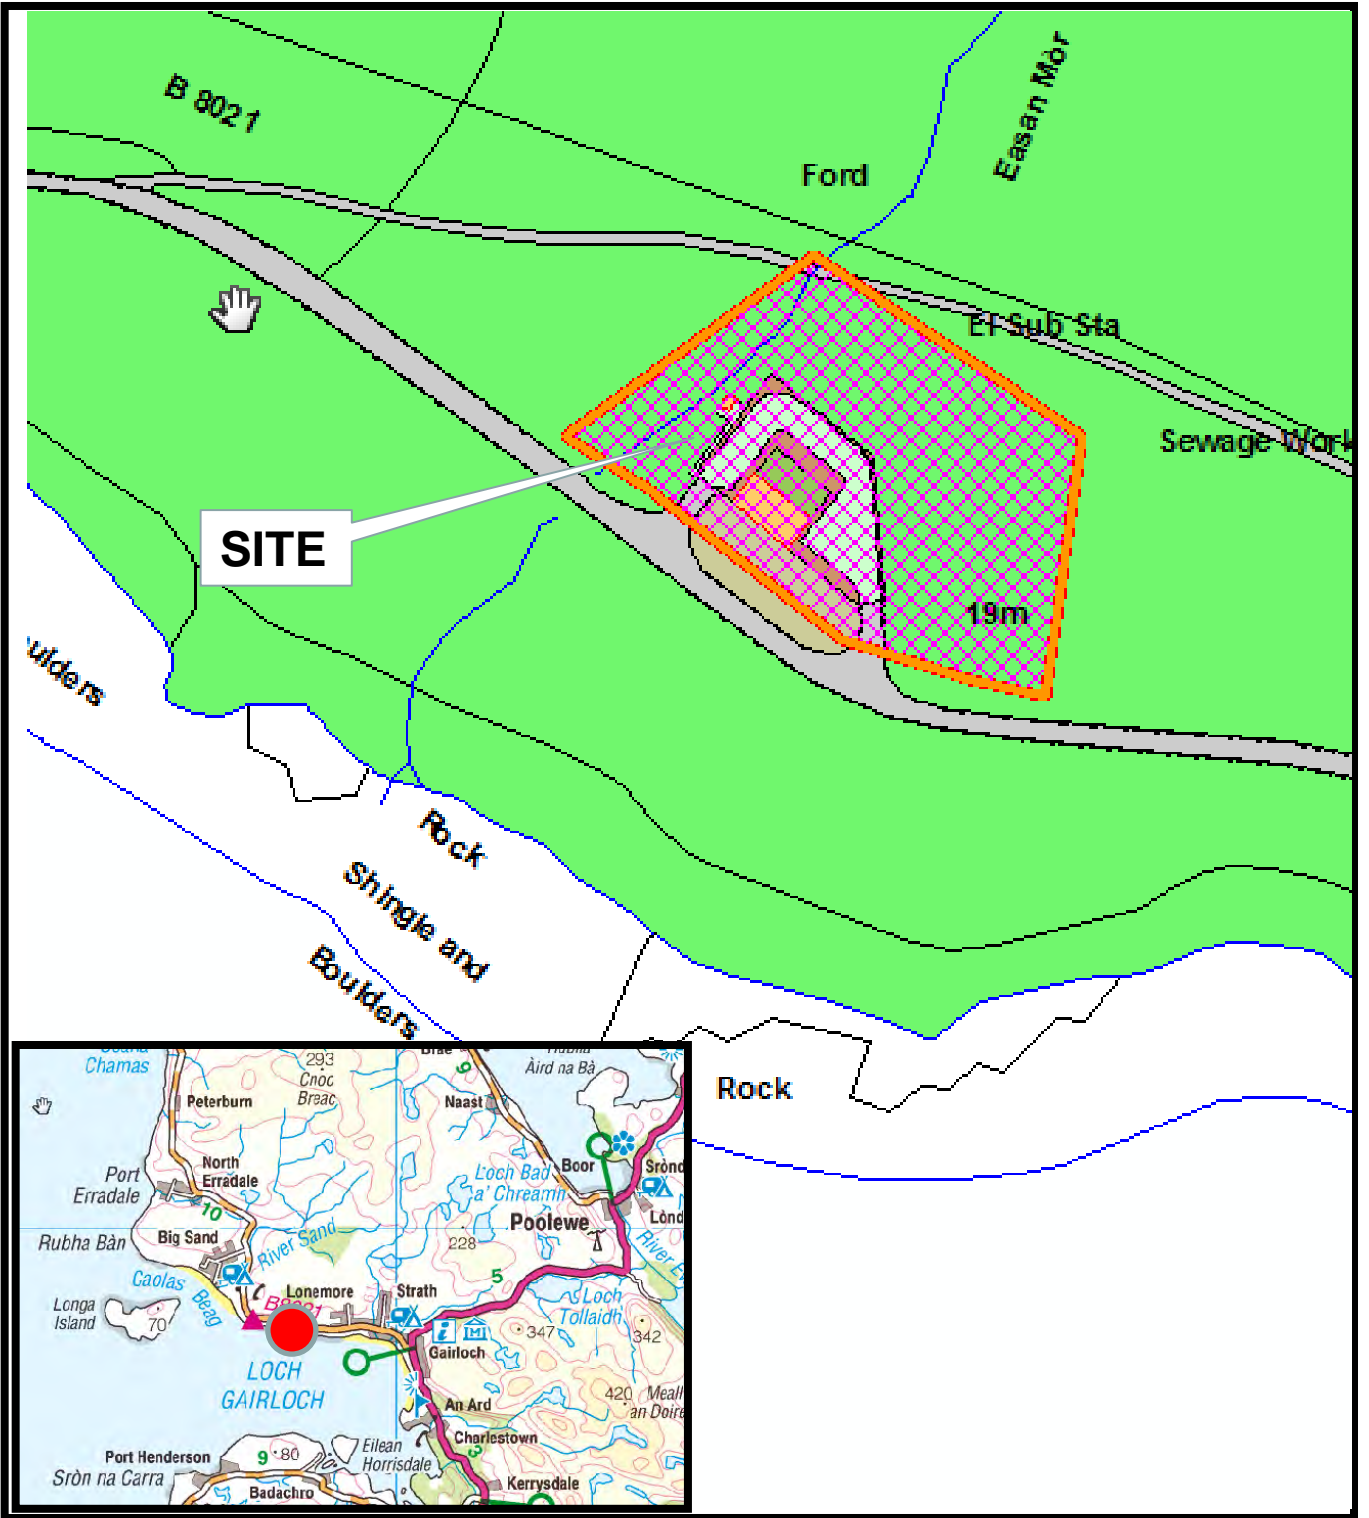 B 8021
Easan Mòr
Ford
El Sub Sta
Sewage Work
SITE
19m
ulders
Rock
Shingle and
Boulders
Rock
Chamas
293
Cnoc
Breac
Peterburn
9
Naast
Àird na Bà
North
Erradale
Port
Erradale
10
Loch Bad
a' Chreamh
Boor
Srònd
Lònd
Poolewe
Rubha Bàn
Big Sand
River Sand
228
River E
Caolas
Beag
Lonemore
Strath
5
Loch
Tollaidh
Longa
Island
70
B8021
347
342
Gairloch
LOCH
GAIRLOCH
420
Meall
an Doire
An Ard
Charlestown
3
Port Henderson
9
80
Eilean
Horrisdale
Sròn na Carra
Badachro
Kerrysdale